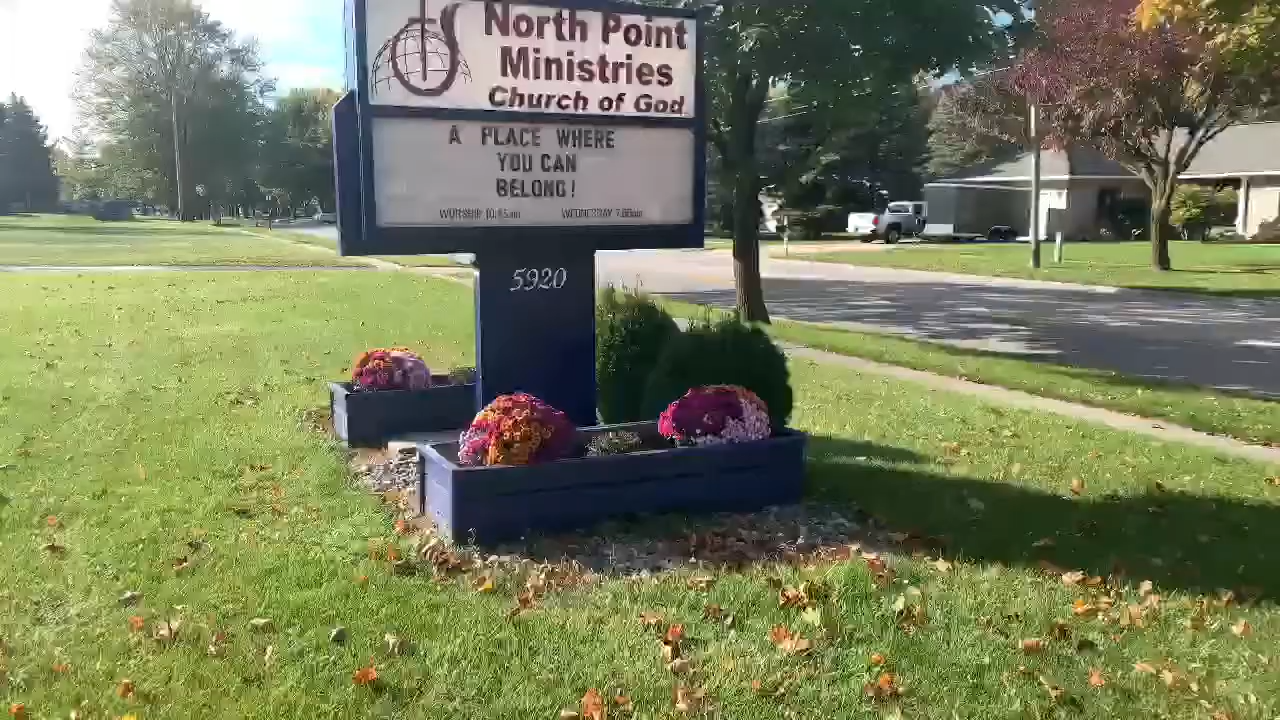 North Point
Ministries
Church of God
A PLACE WHERE
YOU CAN
BELONG!
WORSHIP 10:45am WEDNESDAY 7:00pm
5920